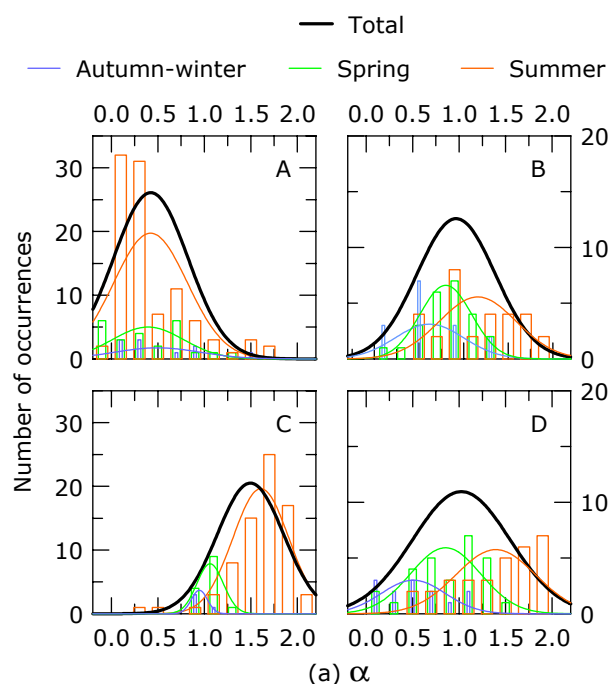 Total
Autumn-winter Spring Summer
0.0 0.5 1.0 1.5 2.0 0.0 0.5 1.0 1.5 2.0
A B
30 20 10 0
20 10 0
Number of occurrences
C D
30 20 10 0
20 10 0
0.0 0.5 1.0 1.5 2.0 0.0 0.5 1.0 1.5 2.0
(a) α